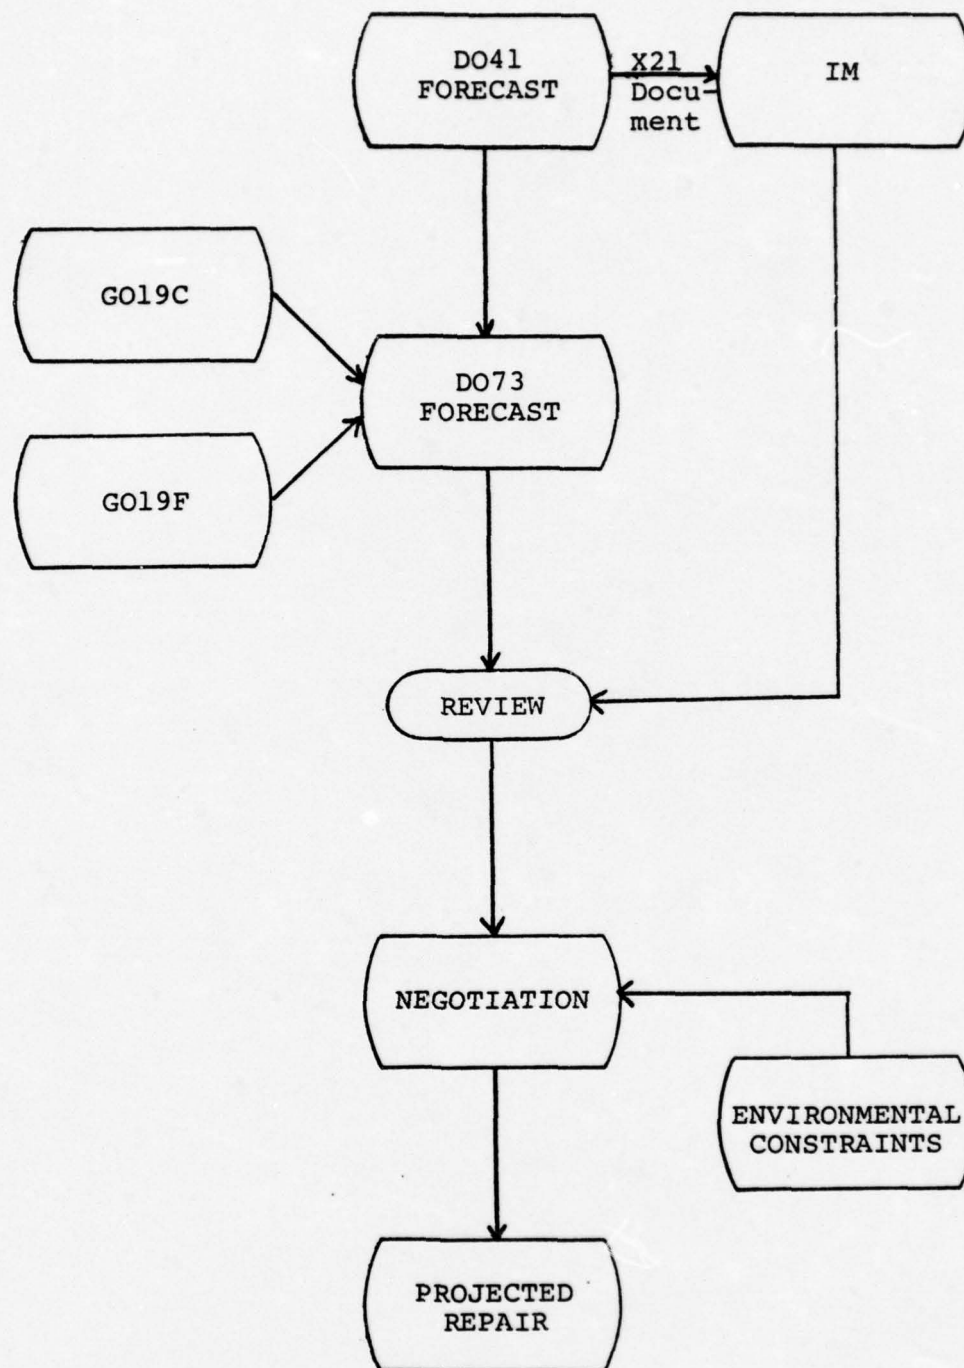 DO41
FORECAST
X21
Docu-
ment
IM
GO19C
DO73
FORECAST
GO19F
REVIEW
NEGOTIATION
ENVIRONMENTAL
CONSTRAINTS
PROJECTED
REPAIR